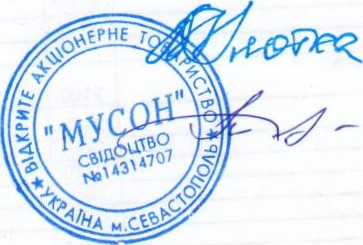 ВІДКРИТЕ АКЦІОНЕРНЕ ТОВАРИСТВО
"МУСОН"
СВІДОЦТВО
№14314707
★ УКРАЇНА м.СЕВАСТОПОЛЬ ★